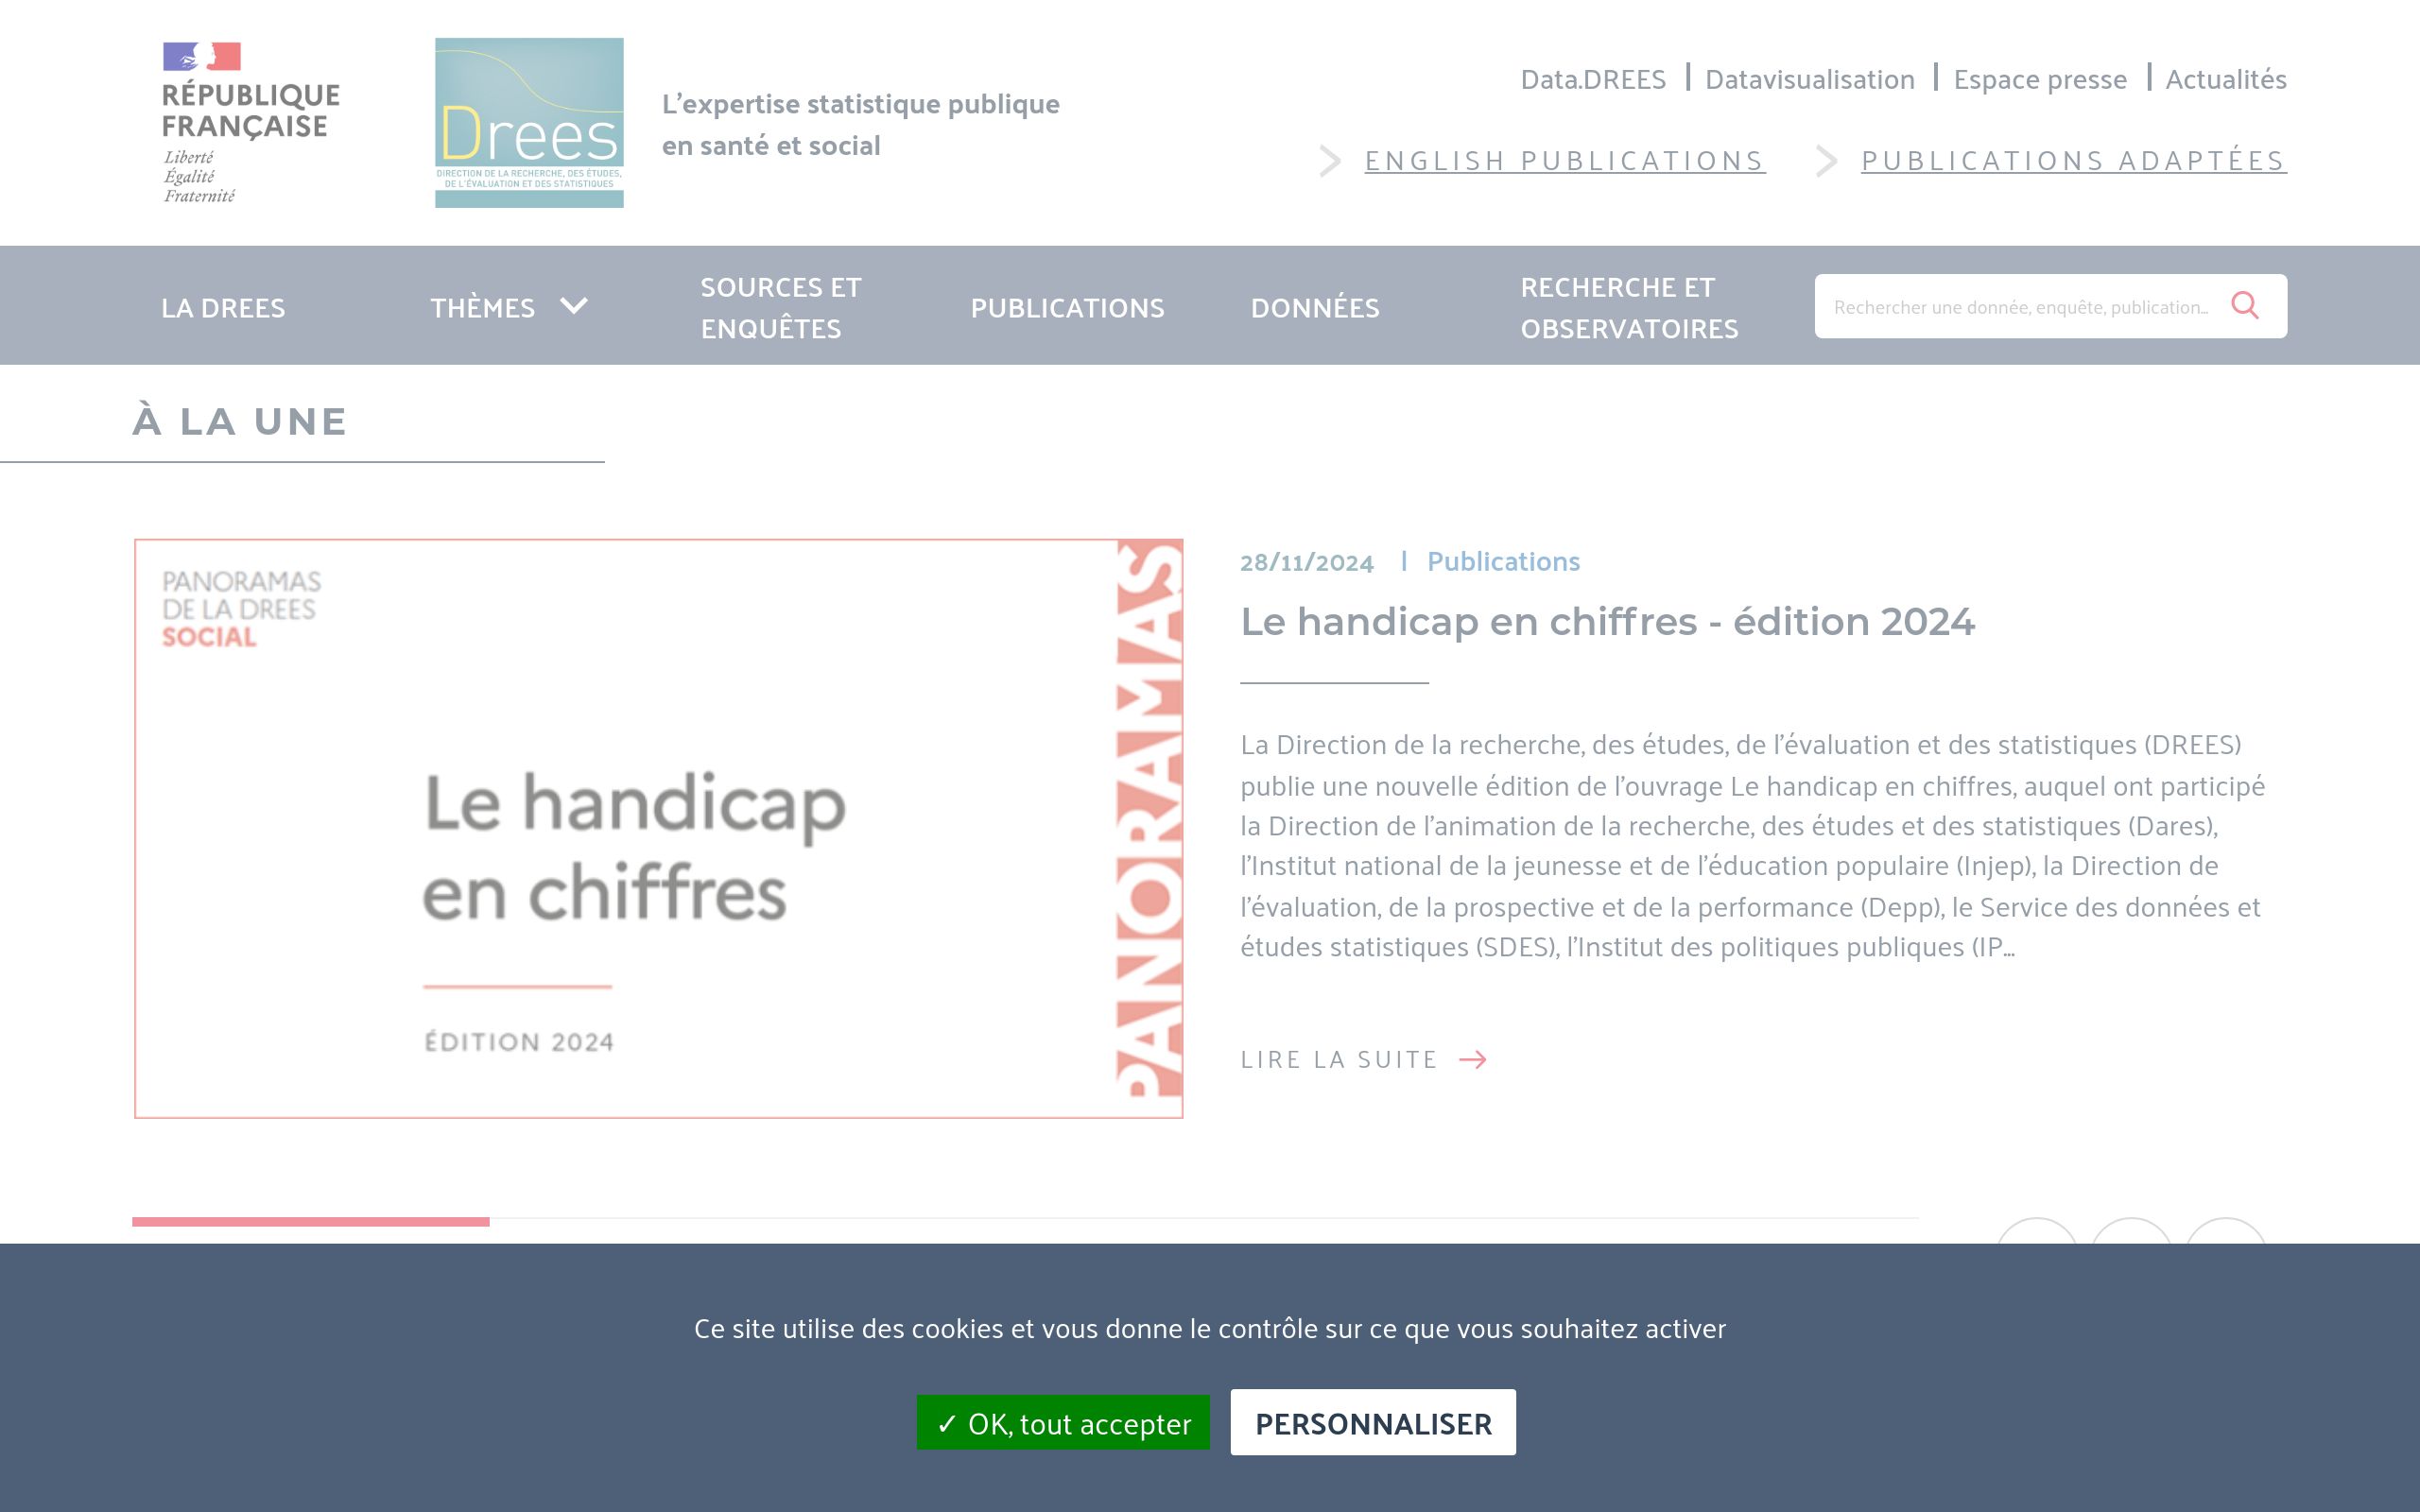 RÉPUBLIQUE
FRANÇAISE
Liberté
Égalité
Fraternité
Drees
DIRECTION DE LA RECHERCHE, DES ÉTUDES,
DE L'ÉVALUATION ET DES STATISTIQUES
L'expertise statistique publique
en santé et social
Data.DREES | Datavisualisation | Espace presse | Actualités
ENGLISH PUBLICATIONS PUBLICATIONS ADAPTÉES
LA DREES
THÈMES
SOURCES ET
ENQUÊTES
PUBLICATIONS
DONNÉES
RECHERCHE ET
OBSERVATOIRES
Rechercher une donnée, enquête, publication...
À LA UNE
PANORAMAS
DE LA DREES
SOCIAL
Le handicap
en chiffres
ÉDITION 2024
PANORAMAS
28/11/2024 | Publications
Le handicap en chiffres - édition 2024
La Direction de la recherche, des études, de l'évaluation et des statistiques (DREES)
publie une nouvelle édition de l'ouvrage Le handicap en chiffres, auquel ont participé
la Direction de l'animation de la recherche, des études et des statistiques (Dares),
l'Institut national de la jeunesse et de l'éducation populaire (Injep), la Direction de
l'évaluation, de la prospective et de la performance (Depp), le Service des données et
études statistiques (SDES), l'Institut des politiques publiques (IP...
LIRE LA SUITE
Ce site utilise des cookies et vous donne le contrôle sur ce que vous souhaitez activer
✓ OK, tout accepter
PERSONNALISER